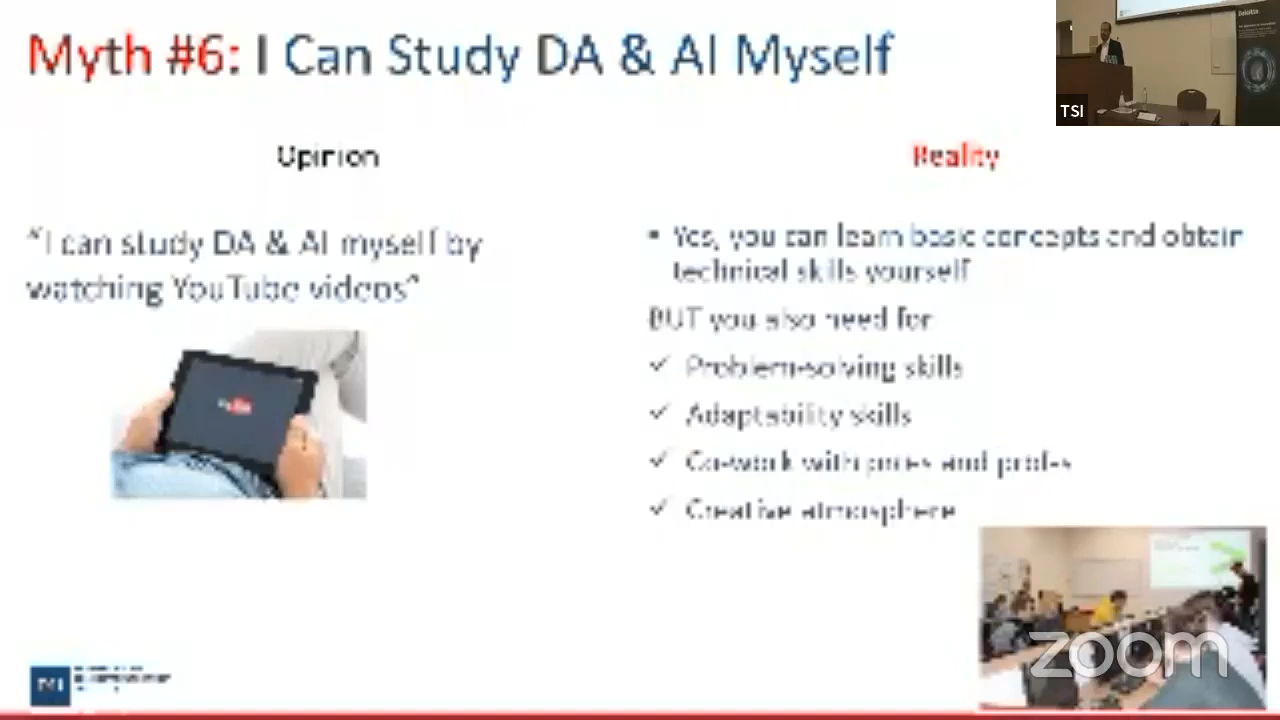 Myth #6: I Can Study DA & AI Myself
Deloitte
TSI
Opinion
Reality
"I can study DA & AI myself by
watching YouTube videos"
▪ Yes, you can learn basic concepts and obtain
technical skills yourself
BUT you also need for
✓ Problem-solving skills
✓ Adaptability skills
✓ Co-work with and profs
✓ Creative atmosphere
zoom
TSI